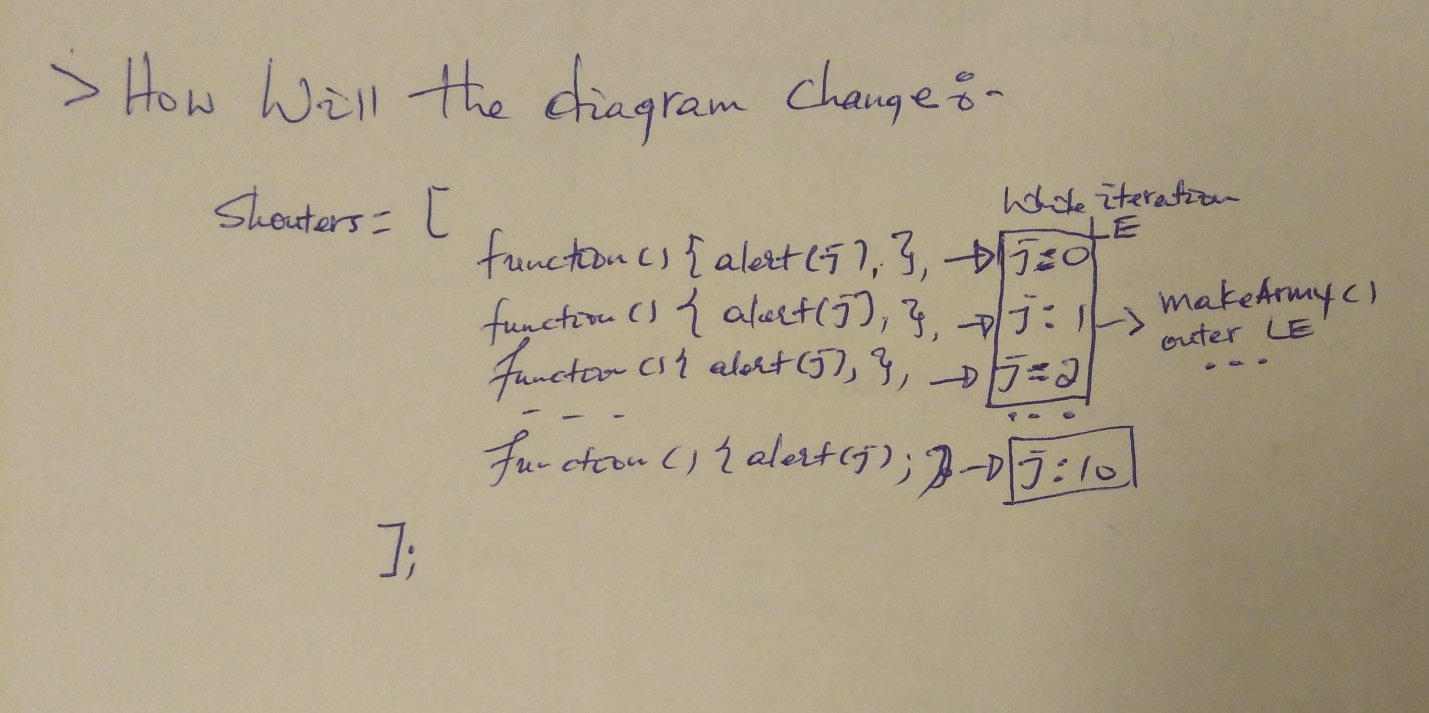 > How Will the diagram change:-
Shouters = [
While iteration
LE
function() { alert(j), }, → j=0
function() { alert(j), }, → j: 1 → makeArmy()
outer LE
...
function() { alert(j), }, → j=2
- - -
...
function() { alert(j); } → j: 10
];